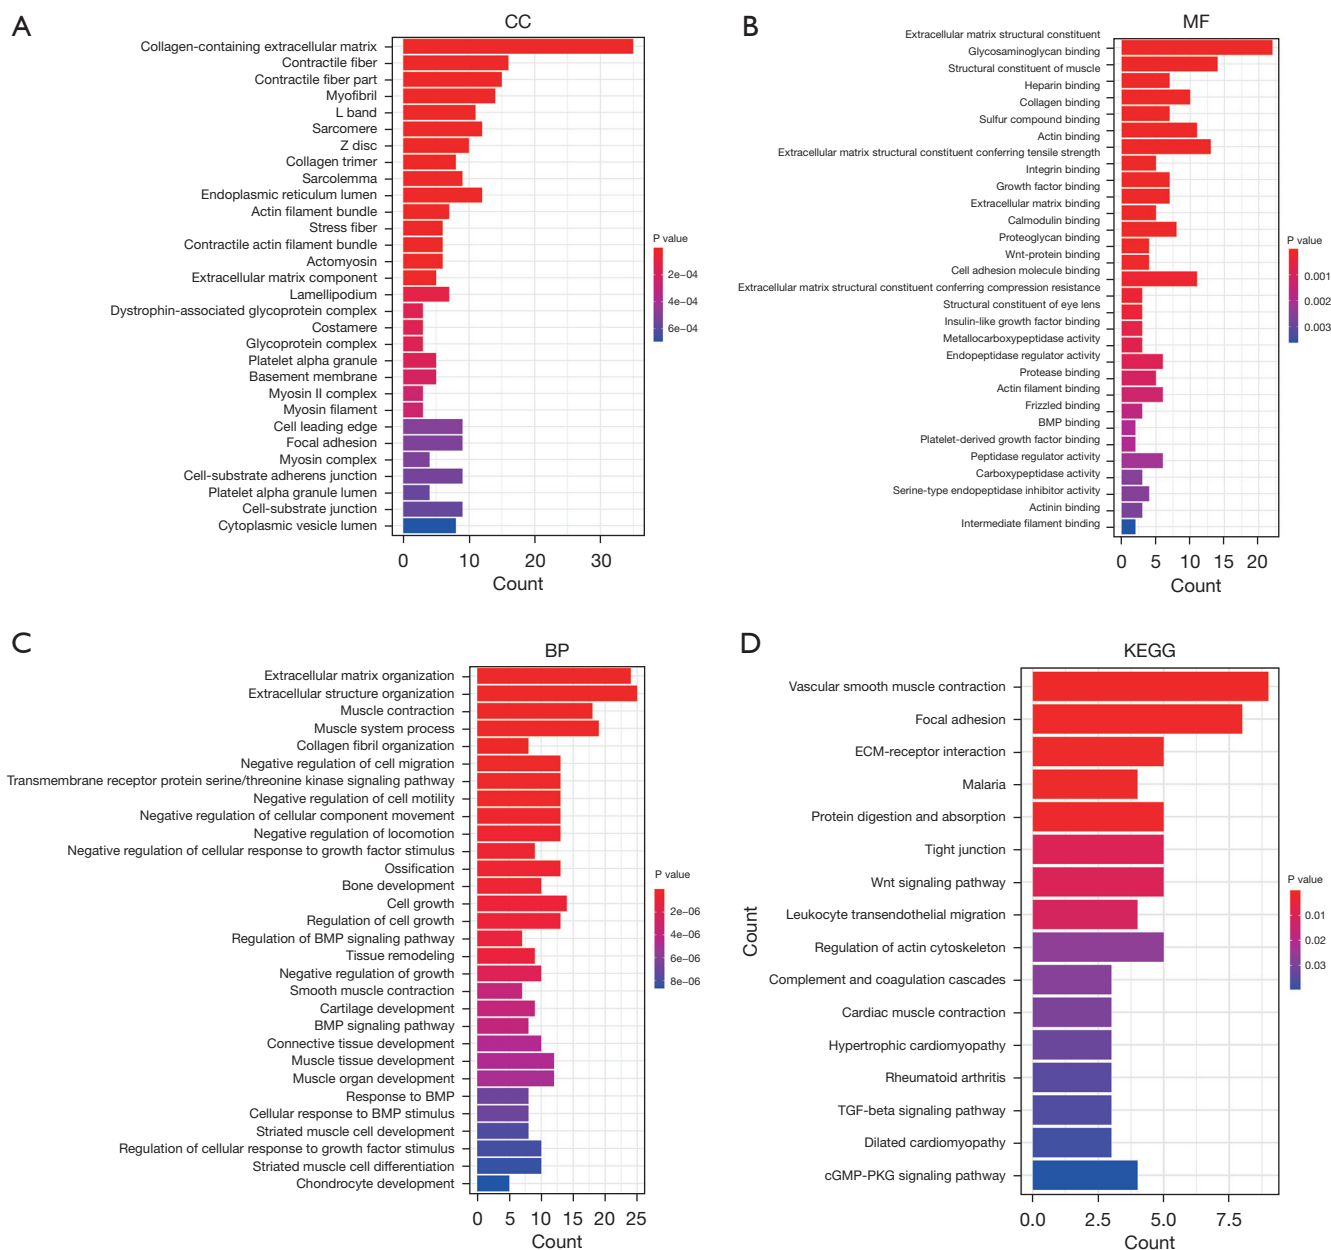 A
CC
Collagen-containing extracellular matrix
Contractile fiber
Contractile fiber part
Myofibril
L band
Sarcomere
Z disc
Collagen trimer
Sarcolemma
Endoplasmic reticulum lumen
Actin filament bundle
Stress fiber
Contractile actin filament bundle
Actomyosin
Extracellular matrix component
Lamellipodium
Dystrophin-associated glycoprotein complex
Costamere
Glycoprotein complex
Platelet alpha granule
Basement membrane
Myosin II complex
Myosin filament
Cell leading edge
Focal adhesion
Myosin complex
Cell-substrate adherens junction
Platelet alpha granule lumen
Cell-substrate junction
Cytoplasmic vesicle lumen
0 10 20 30
Count
P value
2e−04
4e−04
6e−04
B
MF
Extracellular matrix structural constituent
Glycosaminoglycan binding
Structural constituent of muscle
Heparin binding
Collagen binding
Sulfur compound binding
Actin binding
Extracellular matrix structural constituent conferring tensile strength
Integrin binding
Growth factor binding
Extracellular matrix binding
Calmodulin binding
Proteoglycan binding
Wnt-protein binding
Cell adhesion molecule binding
Extracellular matrix structural constituent conferring compression resistance
Structural constituent of eye lens
Insulin-like growth factor binding
Metallocarboxypeptidase activity
Endopeptidase regulator activity
Protease binding
Actin filament binding
Frizzled binding
BMP binding
Platelet-derived growth factor binding
Peptidase regulator activity
Carboxypeptidase activity
Serine-type endopeptidase inhibitor activity
Actinin binding
Intermediate filament binding
0 5 10 15 20
Count
P value
0.001
0.002
0.003
C
BP
Extracellular matrix organization
Extracellular structure organization
Muscle contraction
Muscle system process
Collagen fibril organization
Negative regulation of cell migration
Transmembrane receptor protein serine/threonine kinase signaling pathway
Negative regulation of cell motility
Negative regulation of cellular component movement
Negative regulation of locomotion
Negative regulation of cellular response to growth factor stimulus
Ossification
Bone development
Cell growth
Regulation of cell growth
Regulation of BMP signaling pathway
Tissue remodeling
Negative regulation of growth
Smooth muscle contraction
Cartilage development
BMP signaling pathway
Connective tissue development
Muscle tissue development
Muscle organ development
Response to BMP
Cellular response to BMP stimulus
Striated muscle cell development
Regulation of cellular response to growth factor stimulus
Striated muscle cell differentiation
Chondrocyte development
0 5 10 15 20 25
Count
P value
2e−06
4e−06
6e−06
8e−06
D
KEGG
Vascular smooth muscle contraction
Focal adhesion
ECM-receptor interaction
Malaria
Protein digestion and absorption
Tight junction
Wnt signaling pathway
Leukocyte transendothelial migration
Regulation of actin cytoskeleton
Complement and coagulation cascades
Cardiac muscle contraction
Hypertrophic cardiomyopathy
Rheumatoid arthritis
TGF-beta signaling pathway
Dilated cardiomyopathy
cGMP-PKG signaling pathway
Count
0.0 2.5 5.0 7.5
Count
P value
0.01
0.02
0.03